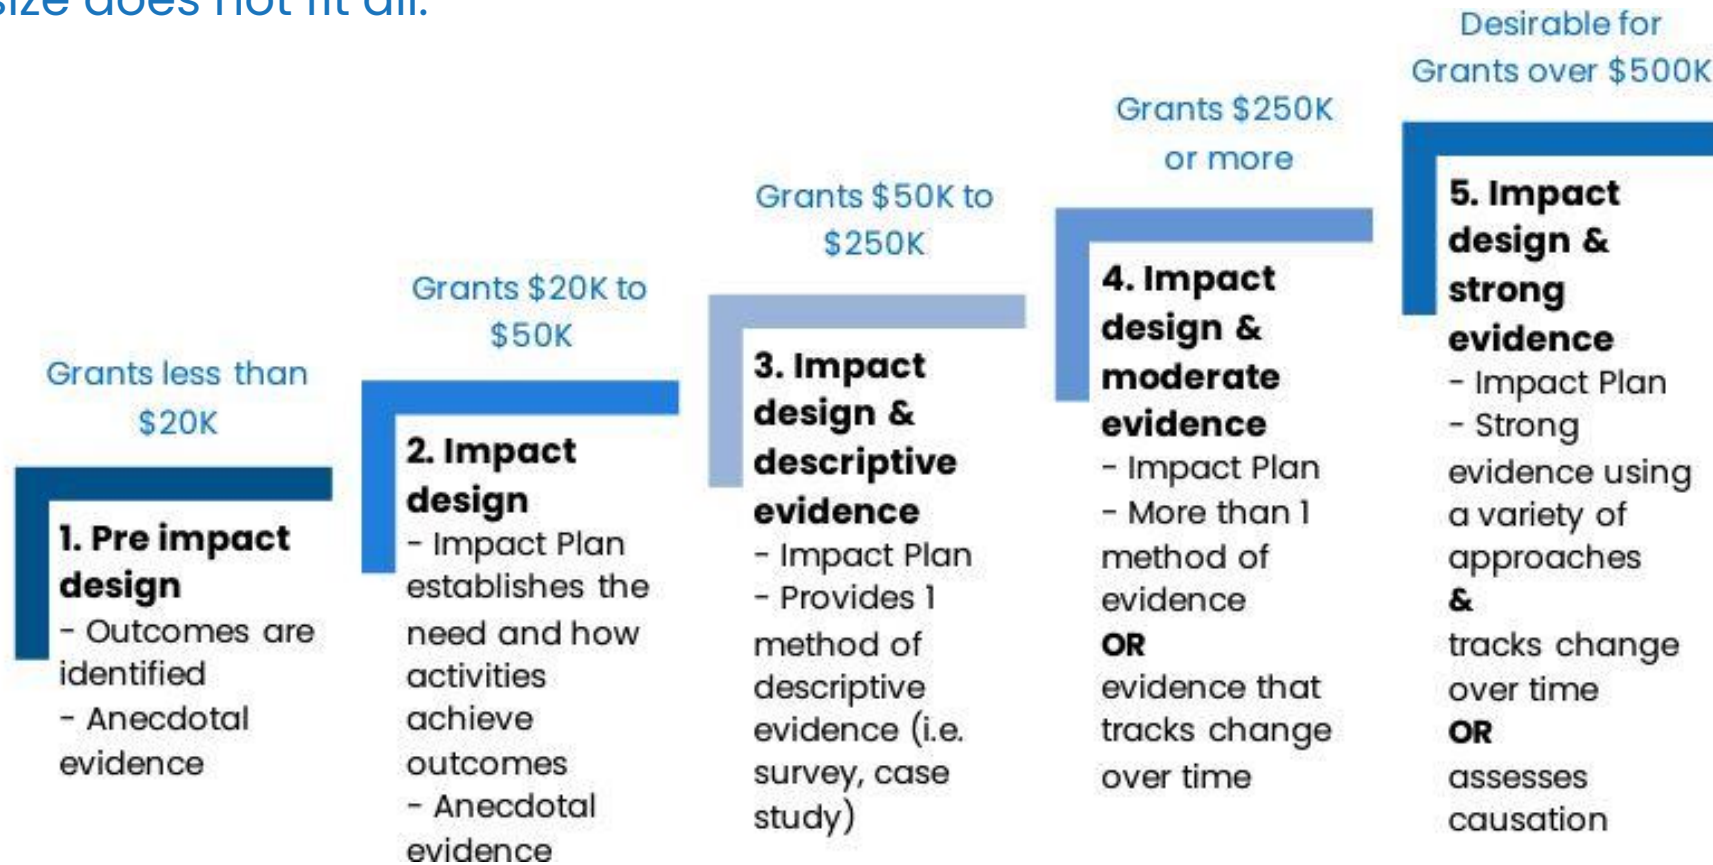 size does not fit all.
Grants less than
$20K
1. Pre impact
design
- Outcomes are
identified
- Anecdotal
evidence
Grants $20K to
$50K
2. Impact
design
- Impact Plan
establishes the
need and how
activities
achieve
outcomes
- Anecdotal
evidence
Grants $50K to
$250K
3. Impact
design &
descriptive
evidence
- Impact Plan
- Provides 1
method of
descriptive
evidence (i.e.
survey, case
study)
Grants $250K
or more
4. Impact
design &
moderate
evidence
- Impact Plan
- More than 1
method of
evidence
OR
evidence that
tracks change
over time
Desirable for
Grants over $500K
5. Impact
design &
strong
evidence
- Impact Plan
- Strong
evidence using
a variety of
approaches
&
tracks change
over time
OR
assesses
causation